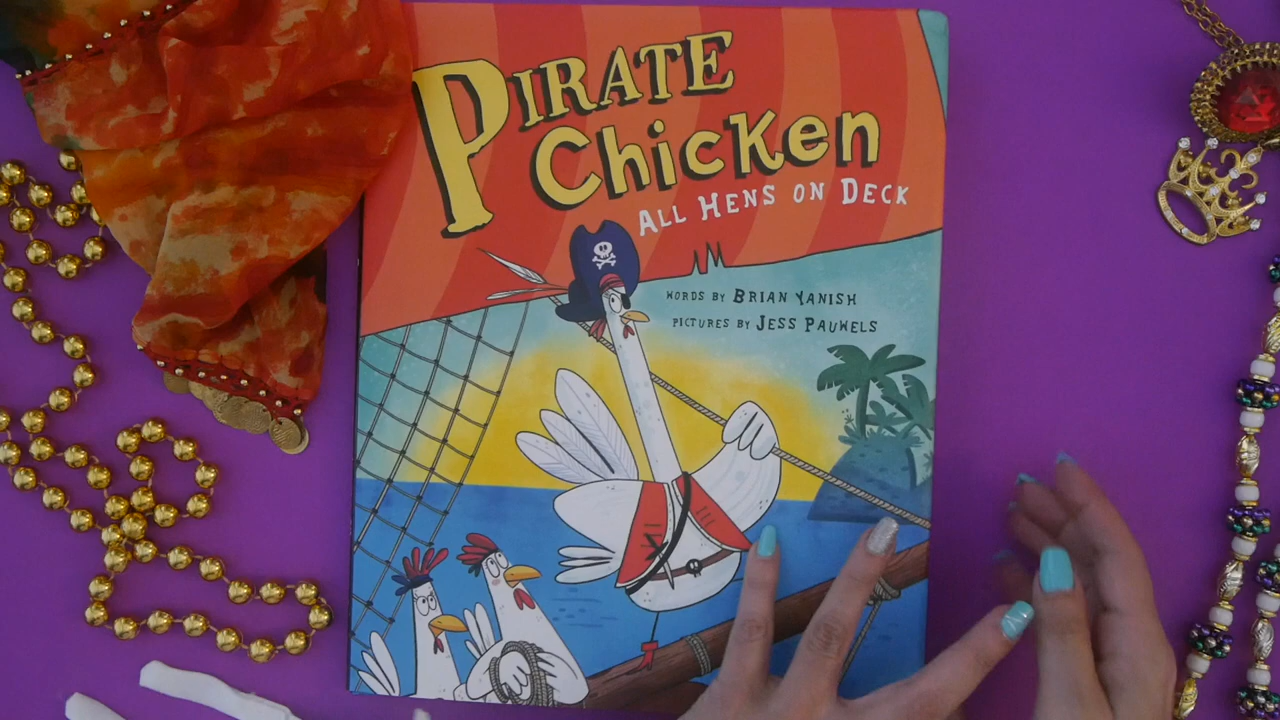 Pirate
Chicken
All Hens on Deck
Words by Brian Yanish
Pictures by Jess Pauwels